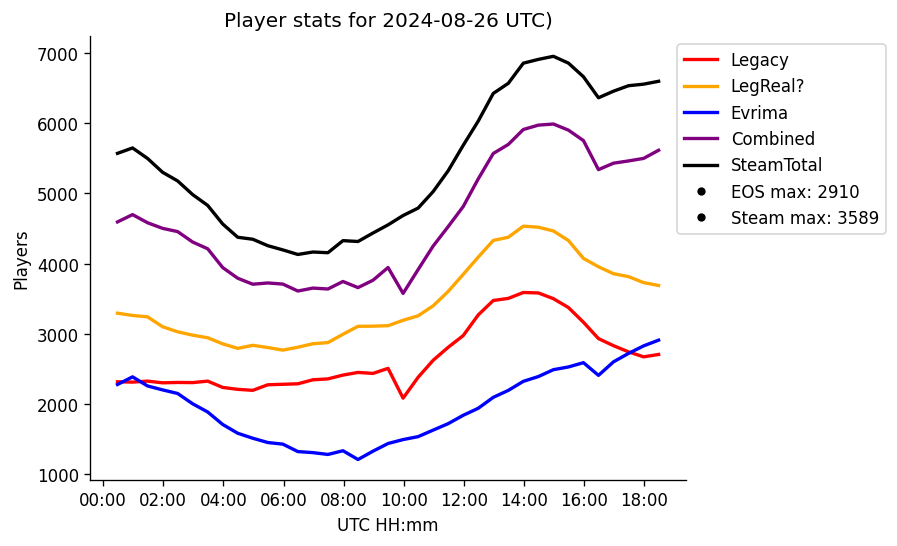 Player stats for 2024-08-26 UTC)
Players
7000
6000
5000
4000
3000
2000
1000
00:00 02:00 04:00 06:00 08:00 10:00 12:00 14:00 16:00 18:00
UTC HH:mm
Legacy
LegReal?
Evrima
Combined
SteamTotal
EOS max: 2910
Steam max: 3589